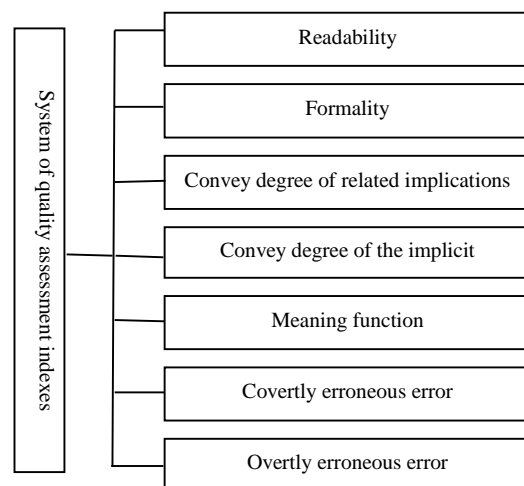 System of quality assessment indexes
Readability
Formality
Convey degree of related implications
Convey degree of the implicit
Meaning function
Covertly erroneous error
Overtly erroneous error